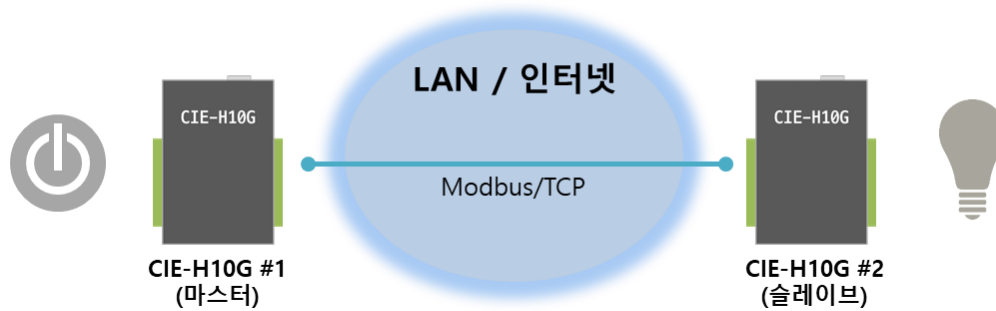 LAN / 인터넷
CIE-H10G
CIE-H10G
Modbus/TCP
CIE-H10G #1
(마스터)
CIE-H10G #2
(슬레이브)